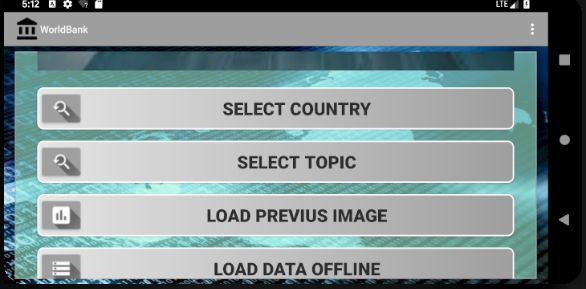 5:12
LTE
WorldBank
SELECT COUNTRY
SELECT TOPIC
LOAD PREVIUS IMAGE
LOAD DATA OFFLINE